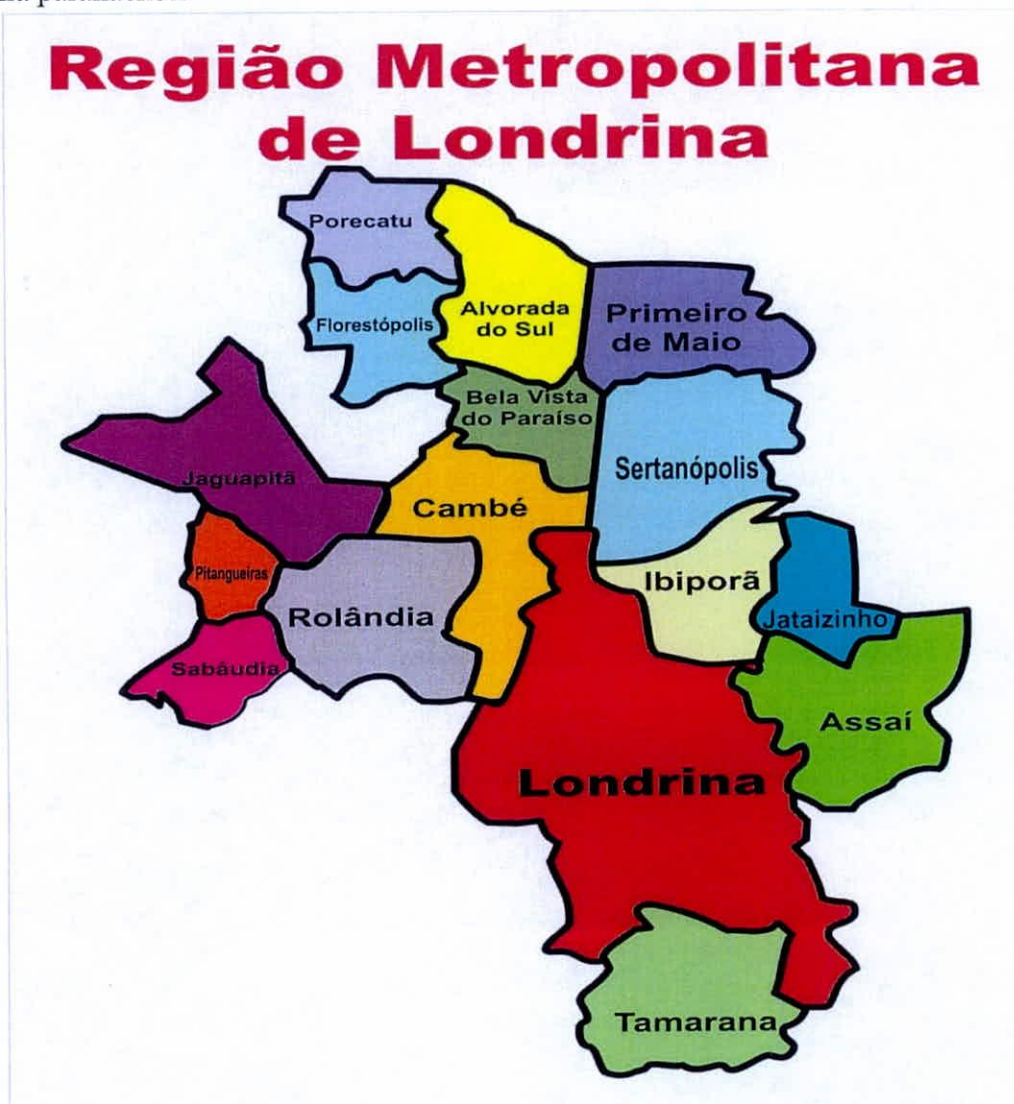 Região Metropolitana
de Londrina
Porecatu
Alvorada
do Sul
Florestópolis
Primeiro
de Maio
Bela Vista
do Paraíso
Jaguapitã
Sertanópolis
Cambé
Pitangueiras
Ibiporã
Rolândia
Jataizinho
Sabáudia
Assaí
Londrina
Tamarana